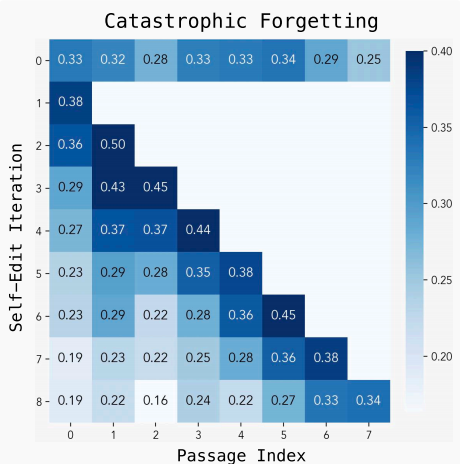 Catastrophic Forgetting
0 0.33 0.32 0.28 0.33 0.33 0.34 0.29 0.25
1 0.38
2 0.36 0.50
3 0.29 0.43 0.45
4 0.27 0.37 0.37 0.44
5 0.23 0.29 0.28 0.35 0.38
6 0.23 0.29 0.22 0.28 0.36 0.45
7 0.19 0.23 0.22 0.25 0.28 0.36 0.38
8 0.19 0.22 0.16 0.24 0.22 0.27 0.33 0.34
0 1 2 3 4 5 6 7
Passage Index
Self-Edit Iteration
0.40
0.35
0.30
0.25
0.20